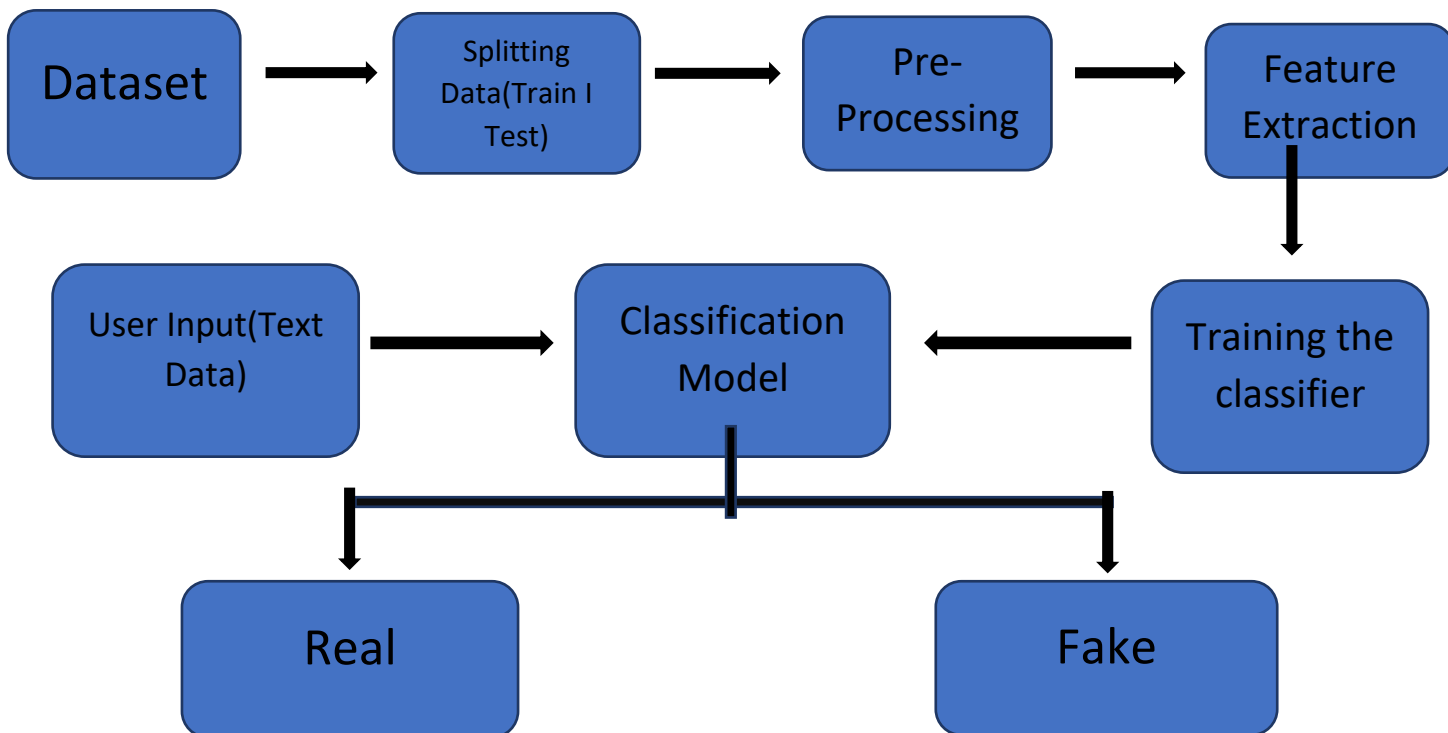 Dataset
Splitting
Data(Train I
Test)
Pre-
Processing
Feature
Extraction
User Input(Text
Data)
Classification
Model
Training the
classifier
Real
Fake